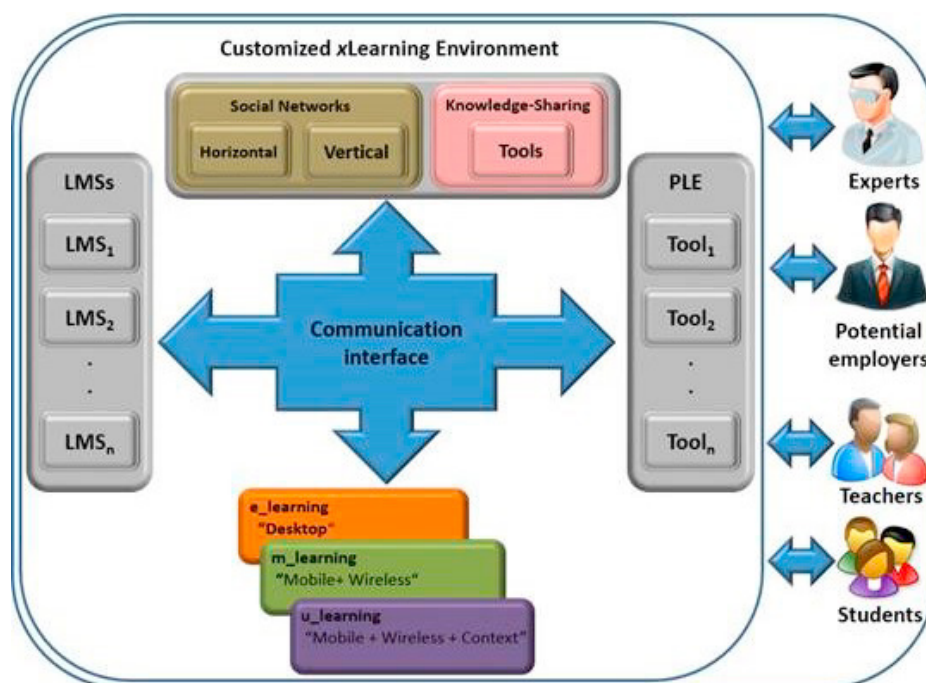 Customized xLearning Environment
Social Networks
Horizontal
Vertical
Knowledge-Sharing
Tools
LMSs
LMS₁
LMS₂
.
.
LMSₙ
Communication
interface
PLE
Tool₁
Tool₂
.
.
Toolₙ
e_learning
"Desktop"
m_learning
"Mobile+ Wireless"
u_learning
"Mobile + Wireless + Context"
Experts
Potential
employers
Teachers
Students